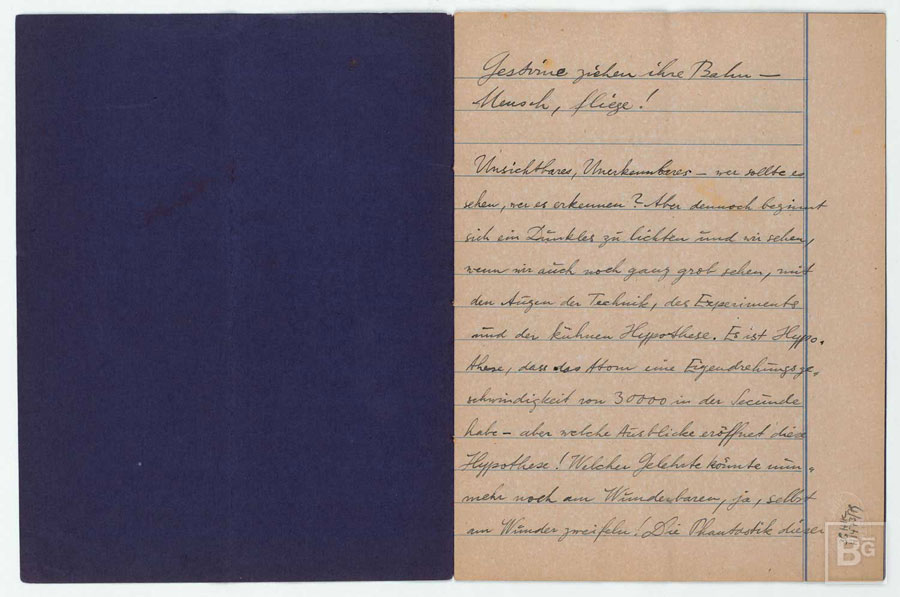 Gestirne ziehen ihre Bahn —
Mensch, fliege!
Unsichtbares, Unerkennbares — wer sollte es
sehen, wer es erkennen? Aber dennoch beginnt
sich ein Dunkles zu lichten und wir sehen,
wenn wir auch noch ganz grob sehen, mit
den Augen der Technik, des Experiments
und der kühnen Hypothese. Es ist Hypo-
these, dass das Atom eine Eigendrehungsge-
schwindigkeit von 30000 in der Secunde
habe — aber welche Ausblicke eröffnet diese
Hypothese! Welcher Gelehrte könnte nun-
mehr noch am Wunderbaren, ja, selbst
am Wunder zweifeln! Die Phantastik dieser
BG